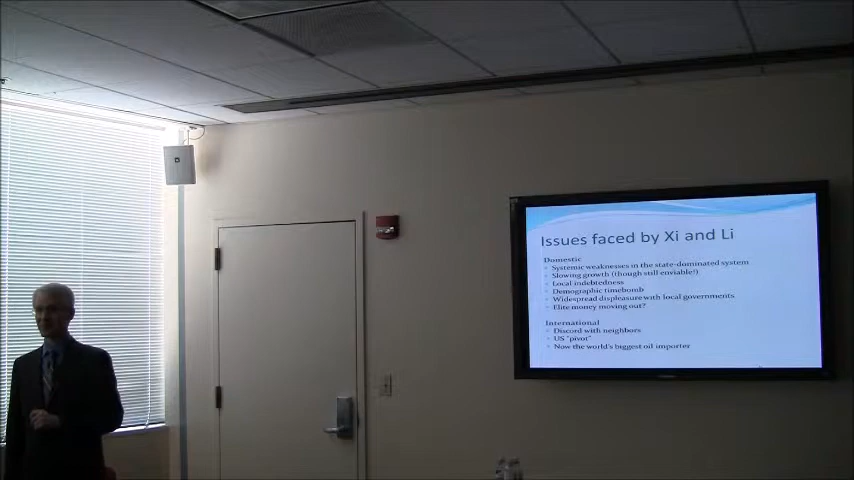 Issues faced by Xi and Li
Domestic
• Systemic weaknesses in the state-dominated system
• Slowing growth (though still enviable!)
• Local indebtedness
• Demographic timebomb
• Widespread displeasure with local governments
• Elite money moving out?
International
• Discord with neighbors
• US "pivot"
• Now the world's biggest oil importer